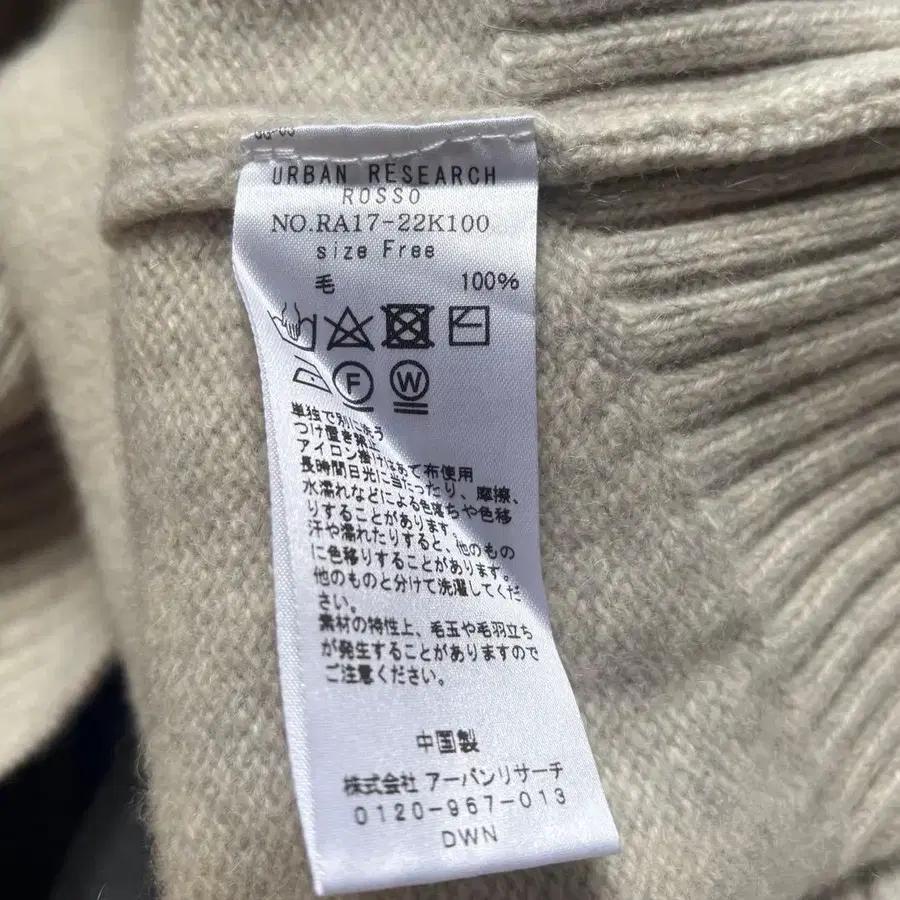 URBAN RESEARCH
ROSSO
NO.RA17-22K100
size Free
毛 100%
F W
単独で別に洗う
つけ置き禁止
アイロン掛けはあて布使用
長時間日光に当たったり、摩擦、
水濡れなどによる色落ちや色移
りすることがあります。
汗や濡れたりすると、他のもの
に色移りすることがあります。
他のものと分けて洗濯してくだ
さい。
素材の特性上、毛玉や毛羽立ち
が発生することがありますので
ご注意ください。
中国製
株式会社 アーバンリサーチ
0120-967-013
DWN